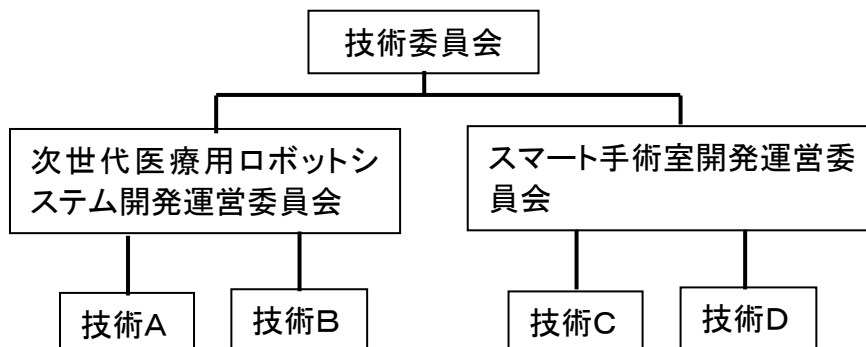 技術委員会
次世代医療用ロボットシ
ステム開発運営委員会
スマート手術室開発運営委
員会
技術A
技術B
技術C
技術D